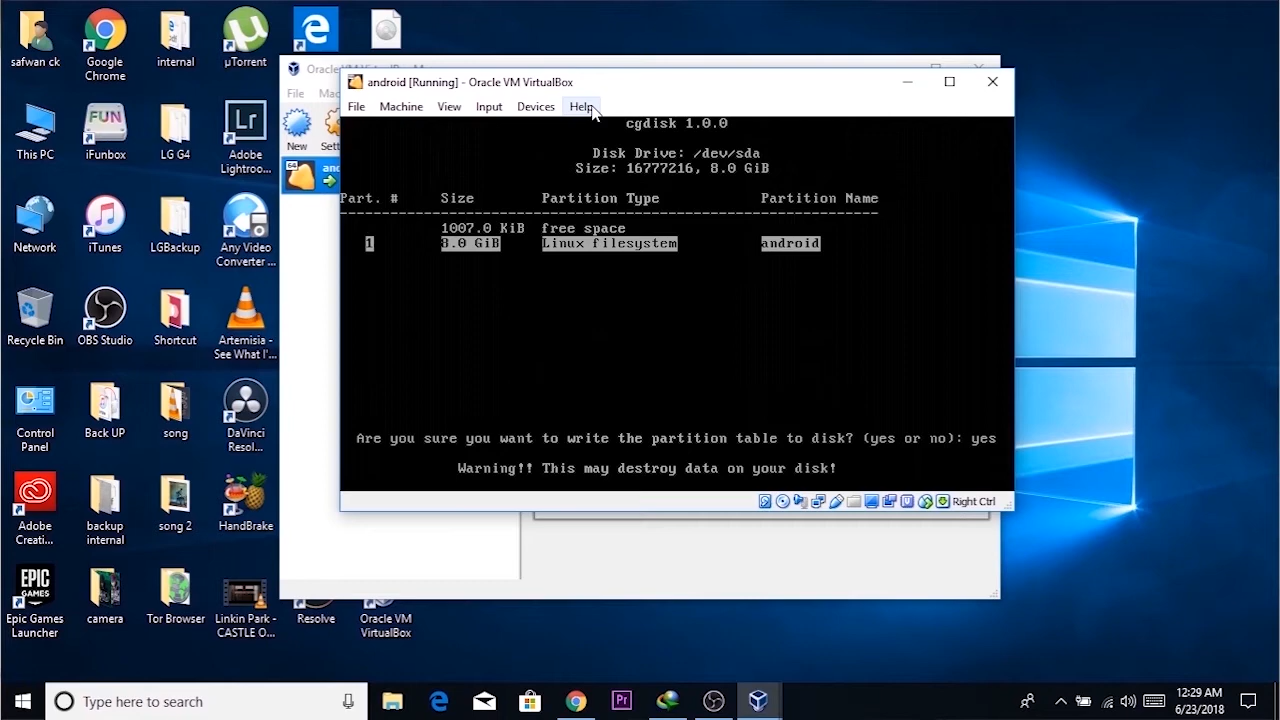 safwan ck
Google
Chrome
internal
µTorrent
This PC
FUN
iFunbox
LG G4
Lr
Adobe
Lightroo...
Network
iTunes
LGBackup
Any Video
Converter ...
Recycle Bin
OBS Studio
Shortcut
Artemisia -
See What I'...
Control
Panel
Back UP
song
DaVinci
Resol...
Adobe
Creati...
backup
internal
song 2
HandBrake
EPIC
GAMES
Epic Games
Launcher
camera
Tor Browser
Linkin Park -
CASTLE O...
Resolve
Oracle VM
VirtualBox
File
New
64
android [Running] - Oracle VM VirtualBox
File Machine View Input Devices Help
cgdisk 1.0.0
Disk Drive: /dev/sda
Size: 16777216, 8.0 GiB
Part. # Size Partition Type Partition Name
1007.0 KiB free space
1 8.0 GiB Linux filesystem android
Are you sure you want to write the partition table to disk? (yes or no): yes
Warning!! This may destroy data on your disk!
Right Ctrl
Type here to search
Pr
12:29 AM
6/23/2018